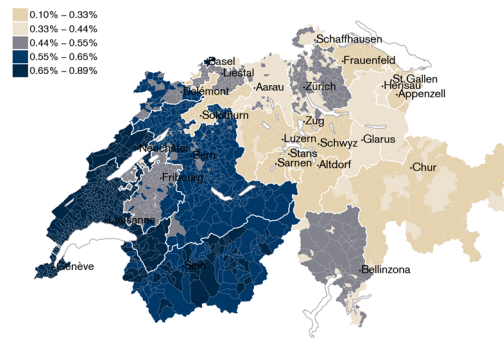 0.10% – 0.33%
0.33% – 0.44%
0.44% – 0.55%
0.55% – 0.65%
0.65% – 0.89%
Schaffhausen
Basel
Liestal
Frauenfeld
Delémont
Aarau
Zürich
St.Gallen
Herisau
Appenzell
Solothurn
Zug
Neuchâtel
Bern
Luzern
Schwyz
Glarus
Stans
Sarnen
Altdorf
Chur
Fribourg
Lausanne
Genève
Sion
Bellinzona